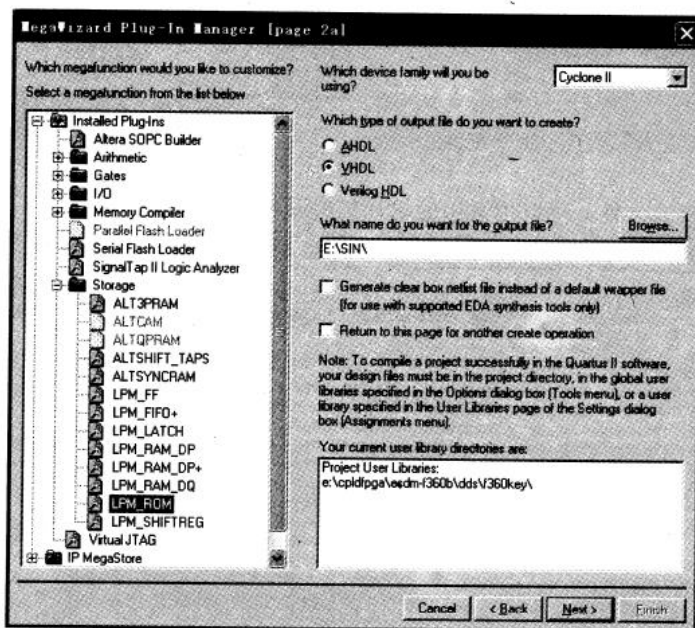 MegaWizard Plug-In Manager [page 2a]
Which megafunction would you like to customize?
Select a megafunction from the list below
Installed Plug-Ins
Altera SOPC Builder
Arithmetic
Gates
I/O
Memory Compiler
Parallel Flash Loader
Serial Flash Loader
SignalTap II Logic Analyzer
Storage
ALT3PRAM
ALTCAM
ALTQPRAM
ALTSHIFT_TAPS
ALTSYNCRAM
LPM_FF
LPM_FIFO+
LPM_LATCH
LPM_RAM_DP
LPM_RAM_DP+
LPM_RAM_DQ
LPM_ROM
LPM_SHIFTREG
Virtual JTAG
IP MegaStore
Which device family will you be
using?
Cyclone II
Which type of output file do you want to create?
AHDL
VHDL
Verilog HDL
What name do you want for the output file?
Browse...
E:\SIN\
Generate clear box netlist file instead of a default wrapper file
(for use with supported EDA synthesis tools only)
Return to this page for another create operation
Note: To compile a project successfully in the Quartus II software,
your design files must be in the project directory, in the global user
libraries specified in the Options dialog box (Tools menu), or a user
library specified in the User Libraries page of the Settings dialog
box (Assignments menu).
Your current user library directories are:
Project User Libraries:
e:\cpldfpga\esdm-f360b\dds\f360key\
Cancel
< Back
Next >
Finish